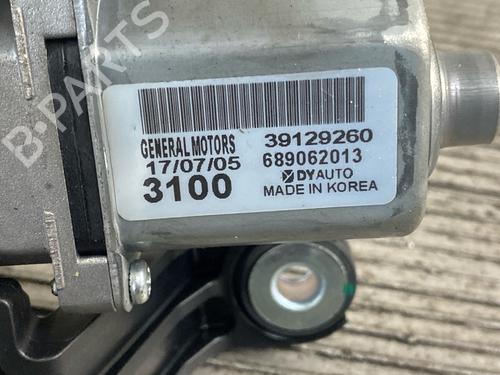 B-PARTS
GENERAL MOTORS 39129260
17/07/05 689062013
3100 DYAUTO
MADE IN KOREA